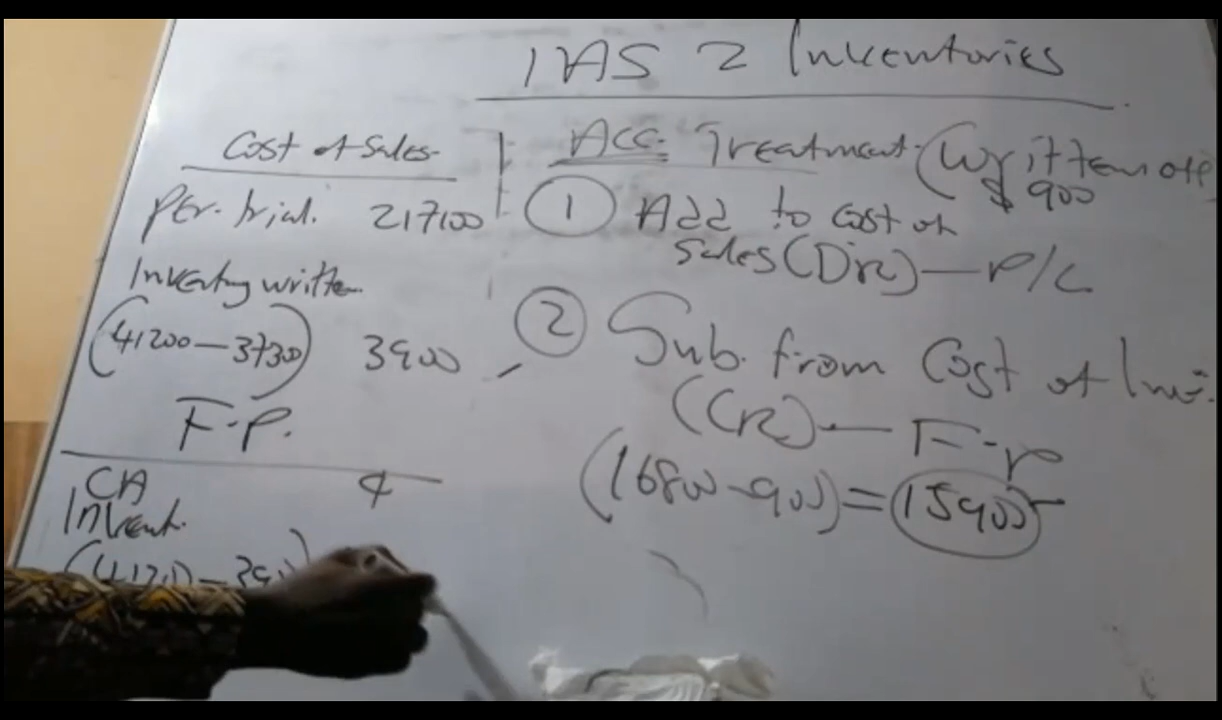 IAS 2 Inventories
Cost of Sales
Per. trial. 217100
Inventory written
(41200-37300) 3900
F.P.
CA ¢
Invent.
Acc. Treatment. (Written off
$ 900
1 Add to Cost of
Sales (Dr) — P/L
2 Sub. from Cost of Inv.
(CR) — F-p
(16800-900)=15900